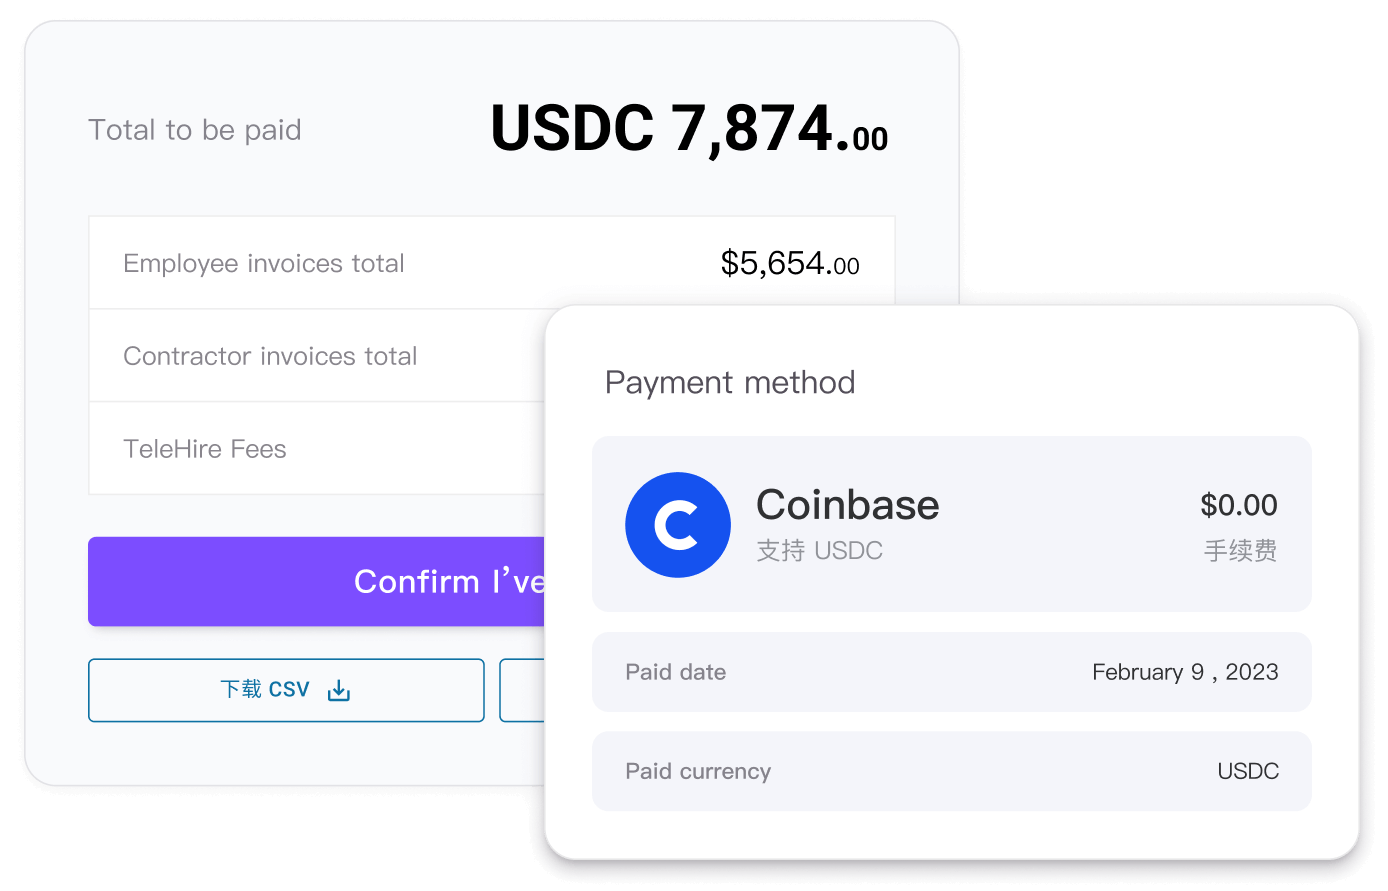 Total to be paid USDC 7,874.00
Employee invoices total $5,654.00
Contractor invoices total
TeleHire Fees
Confirm I’ve
下载 CSV
Payment method
Coinbase $0.00
支持 USDC 手续费
Paid date February 9 , 2023
Paid currency USDC